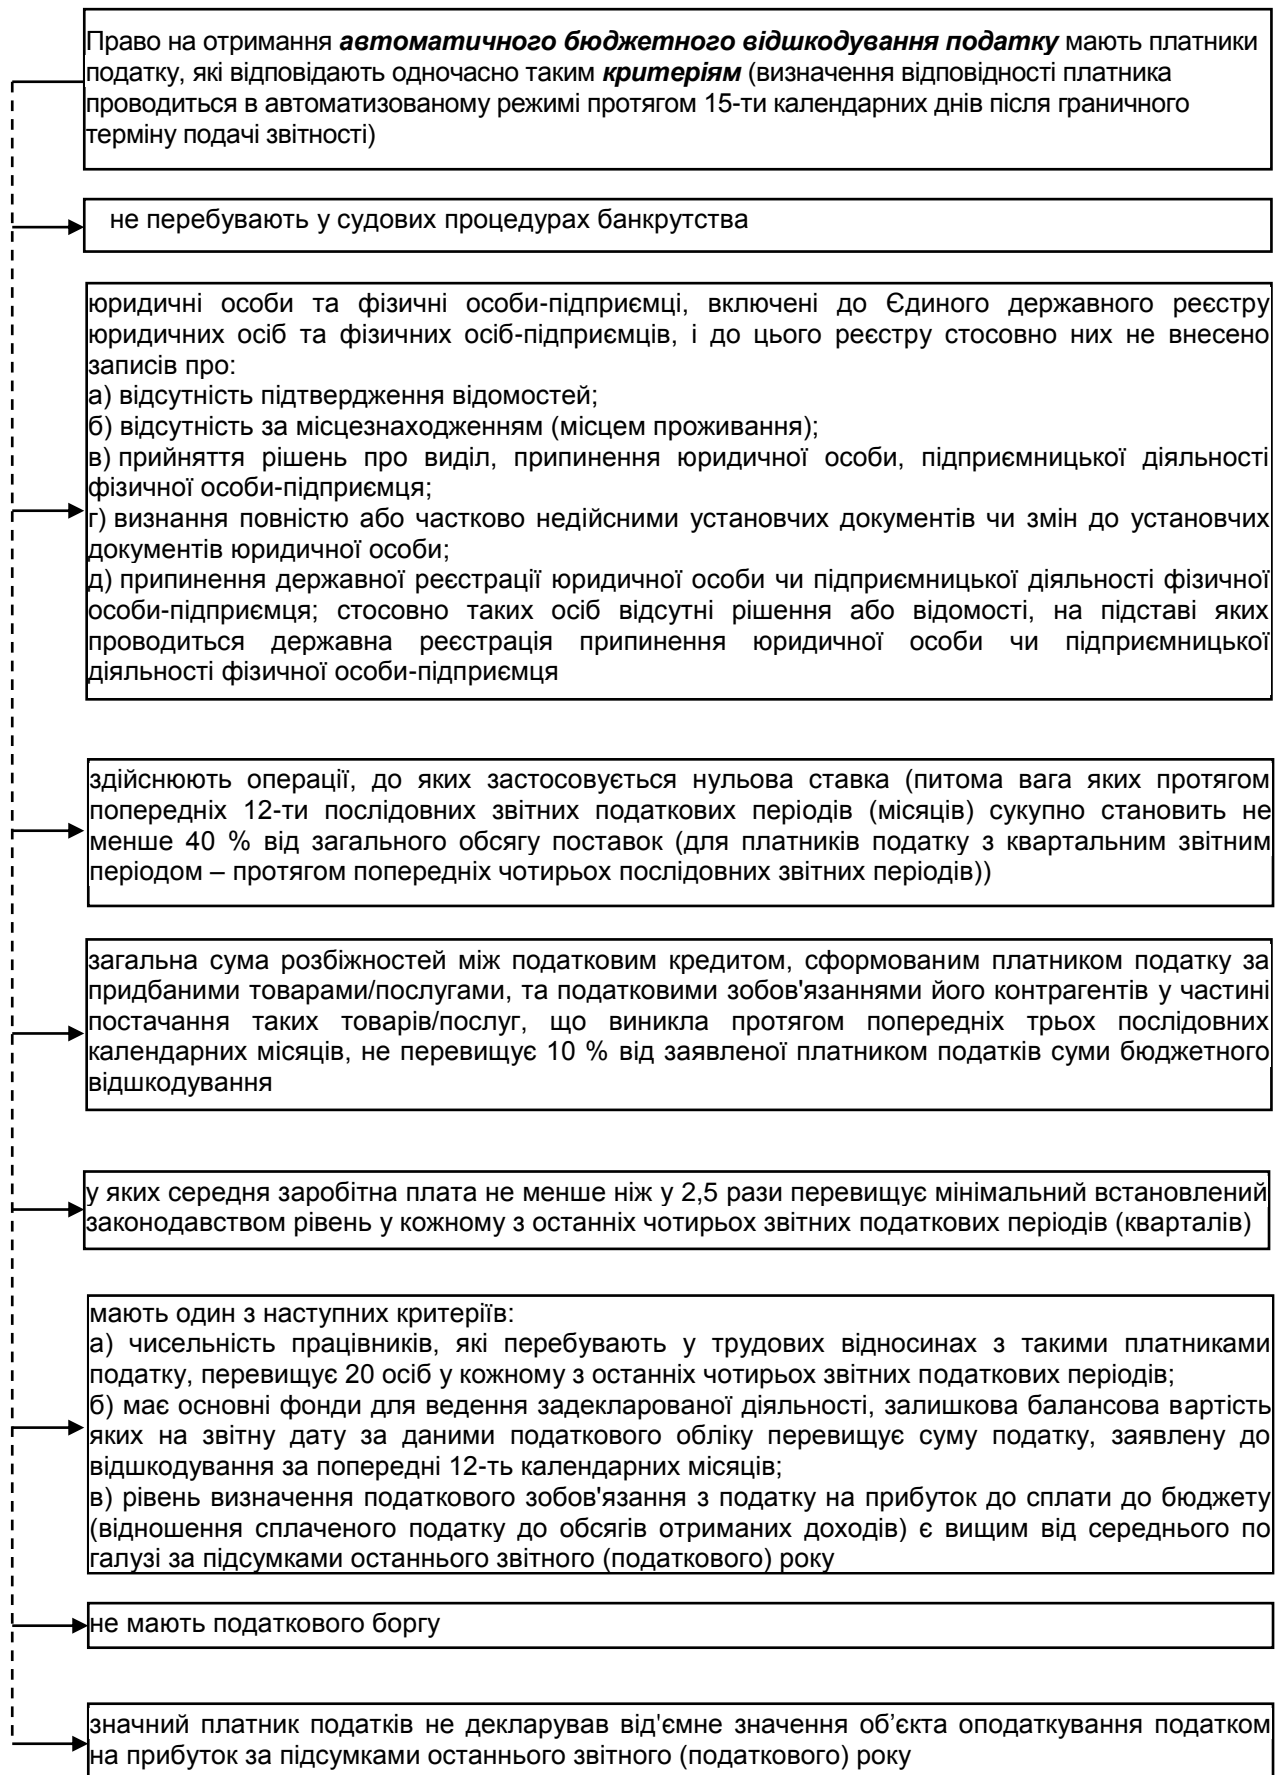 Право на отримання автоматичного бюджетного відшкодування податку мають платники
податку, які відповідають одночасно таким критеріям (визначення відповідності платника
проводиться в автоматизованому режимі протягом 15-ти календарних днів після граничного
терміну подачі звітності)
не перебувають у судових процедурах банкрутства
юридичні особи та фізичні особи-підприємці, включені до Єдиного державного реєстру
юридичних осіб та фізичних осіб-підприємців, і до цього реєстру стосовно них не внесено
записів про:
а) відсутність підтвердження відомостей;
б) відсутність за місцезнаходженням (місцем проживання);
в) прийняття рішень про виділ, припинення юридичної особи, підприємницької діяльності
фізичної особи-підприємця;
г) визнання повністю або частково недійсними установчих документів чи змін до установчих
документів юридичної особи;
д) припинення державної реєстрації юридичної особи чи підприємницької діяльності фізичної
особи-підприємця; стосовно таких осіб відсутні рішення або відомості, на підставі яких
проводиться державна реєстрація припинення юридичної особи чи підприємницької
діяльності фізичної особи-підприємця
здійснюють операції, до яких застосовується нульова ставка (питома вага яких протягом
попередніх 12-ти послідовних звітних податкових періодів (місяців) сукупно становить не
менше 40 % від загального обсягу поставок (для платників податку з квартальним звітним
періодом – протягом попередніх чотирьох послідовних звітних періодів))
загальна сума розбіжностей між податковим кредитом, сформованим платником податку за
придбаними товарами/послугами, та податковими зобов'язаннями його контрагентів у частині
постачання таких товарів/послуг, що виникла протягом попередніх трьох послідовних
календарних місяців, не перевищує 10 % від заявленої платником податків суми бюджетного
відшкодування
у яких середня заробітна плата не менше ніж у 2,5 рази перевищує мінімальний встановлений
законодавством рівень у кожному з останніх чотирьох звітних податкових періодів (кварталів)
мають один з наступних критеріїв:
а) чисельність працівників, які перебувають у трудових відносинах з такими платниками
податку, перевищує 20 осіб у кожному з останніх чотирьох звітних податкових періодів;
б) має основні фонди для ведення задекларованої діяльності, залишкова балансова вартість
яких на звітну дату за даними податкового обліку перевищує суму податку, заявлену до
відшкодування за попередні 12-ть календарних місяців;
в) рівень визначення податкового зобов'язання з податку на прибуток до сплати до бюджету
(відношення сплаченого податку до обсягів отриманих доходів) є вищим від середнього по
галузі за підсумками останнього звітного (податкового) року
не мають податкового боргу
значний платник податків не декларував від'ємне значення об’єкта оподаткування податком
на прибуток за підсумками останнього звітного (податкового) року